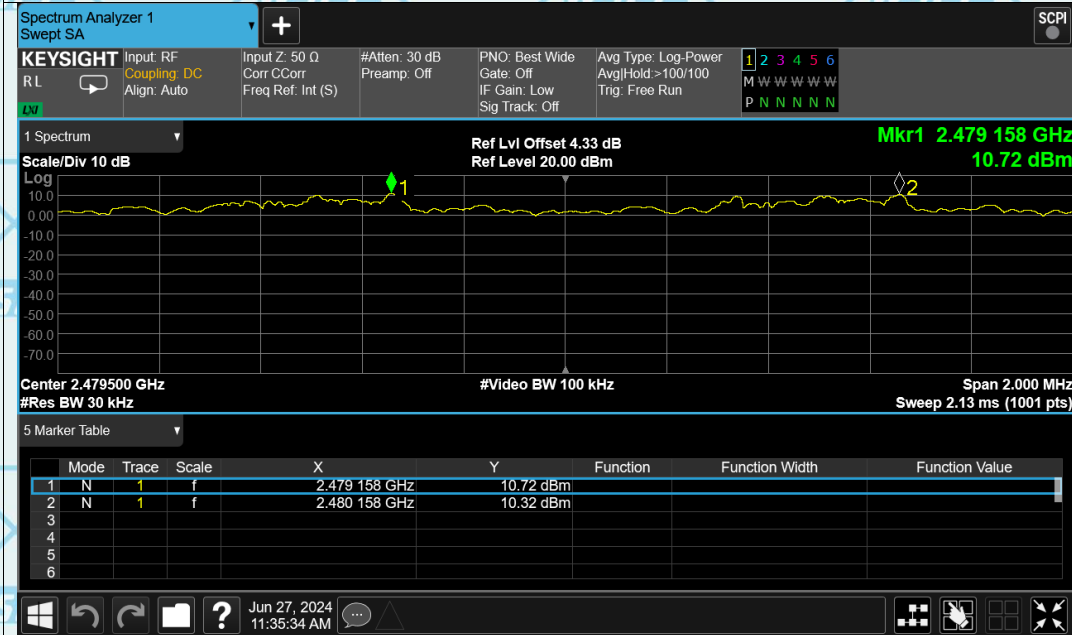 Spectrum Analyzer 1
Swept SA
+
SCPI
KEYSIGHT
R L
LXI
Input: RF
Coupling: DC
Align: Auto
Input Z: 50 Ω
Corr CCorr
Freq Ref: Int (S)
#Atten: 30 dB
Preamp: Off
PNO: Best Wide
Gate: Off
IF Gain: Low
Sig Track: Off
Avg Type: Log-Power
Avg|Hold:>100/100
Trig: Free Run
1 2 3 4 5 6
M W W W W W
P N N N N N
1 Spectrum
Scale/Div 10 dB
Ref Lvl Offset 4.33 dB
Ref Level 20.00 dBm
Mkr1 2.479 158 GHz
10.72 dBm
Log
1
2
10.0
0.00
-10.0
-20.0
-30.0
-40.0
-50.0
-60.0
-70.0
Center 2.479500 GHz
#Video BW 100 kHz
Span 2.000 MHz
#Res BW 30 kHz
Sweep 2.13 ms (1001 pts)
5 Marker Table
Mode Trace Scale X Y Function Function Width Function Value
1 N 1 f 2.479 158 GHz 10.72 dBm
2 N 1 f 2.480 158 GHz 10.32 dBm
3
4
5
6
?
Jun 27, 2024
11:35:34 AM